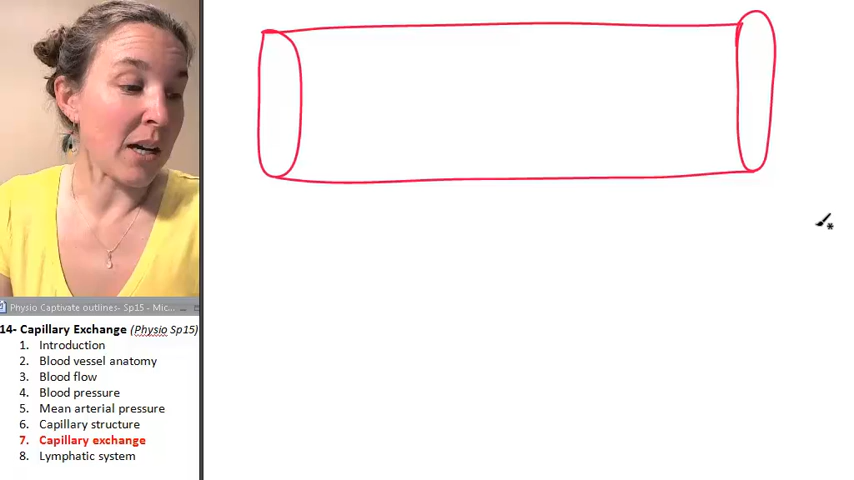 Physio Captivate outlines- Sp15 - Mic...
14- Capillary Exchange (Physio Sp15)
1. Introduction
2. Blood vessel anatomy
3. Blood flow
4. Blood pressure
5. Mean arterial pressure
6. Capillary structure
7. Capillary exchange
8. Lymphatic system